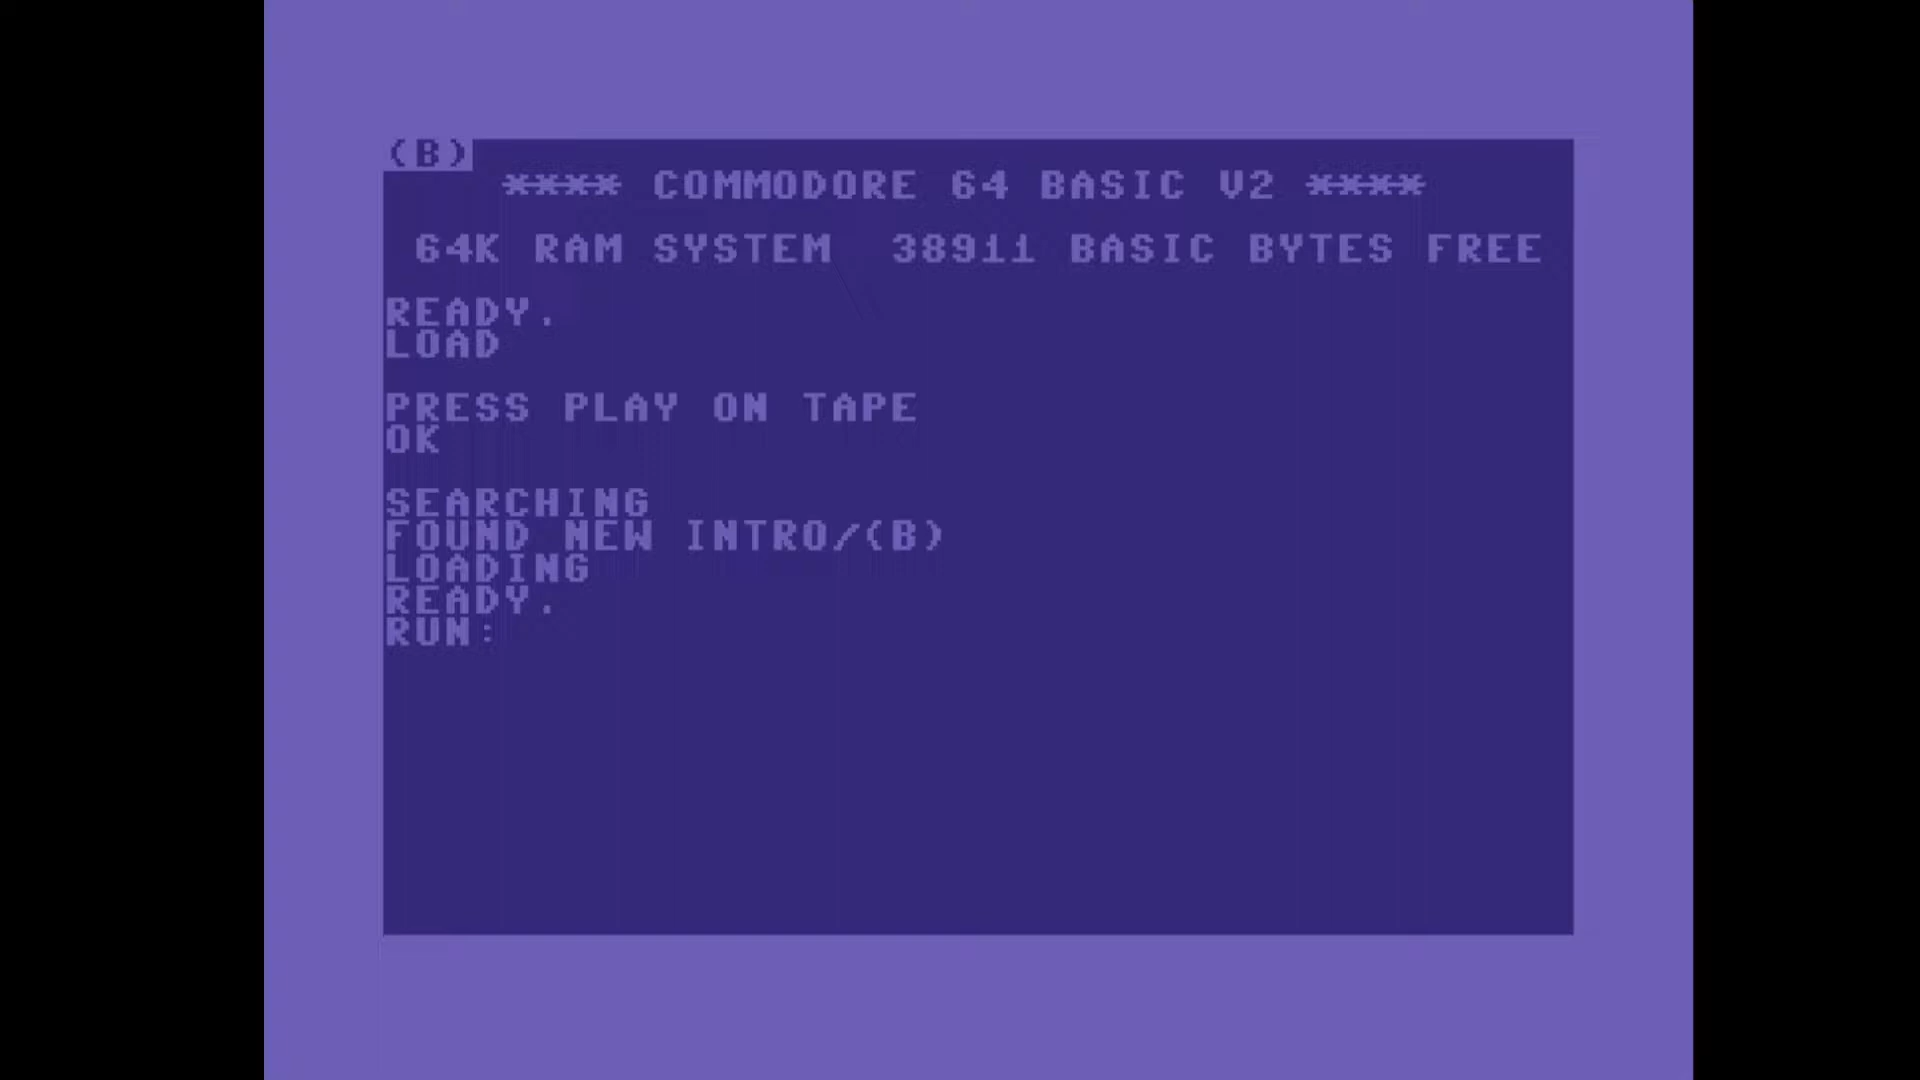 (B)
**** COMMODORE 64 BASIC V2 ****
64K RAM SYSTEM  38911 BASIC BYTES FREE
READY.
LOAD
PRESS PLAY ON TAPE
OK
SEARCHING
FOUND NEW INTRO/(B)
LOADING
READY.
RUN: